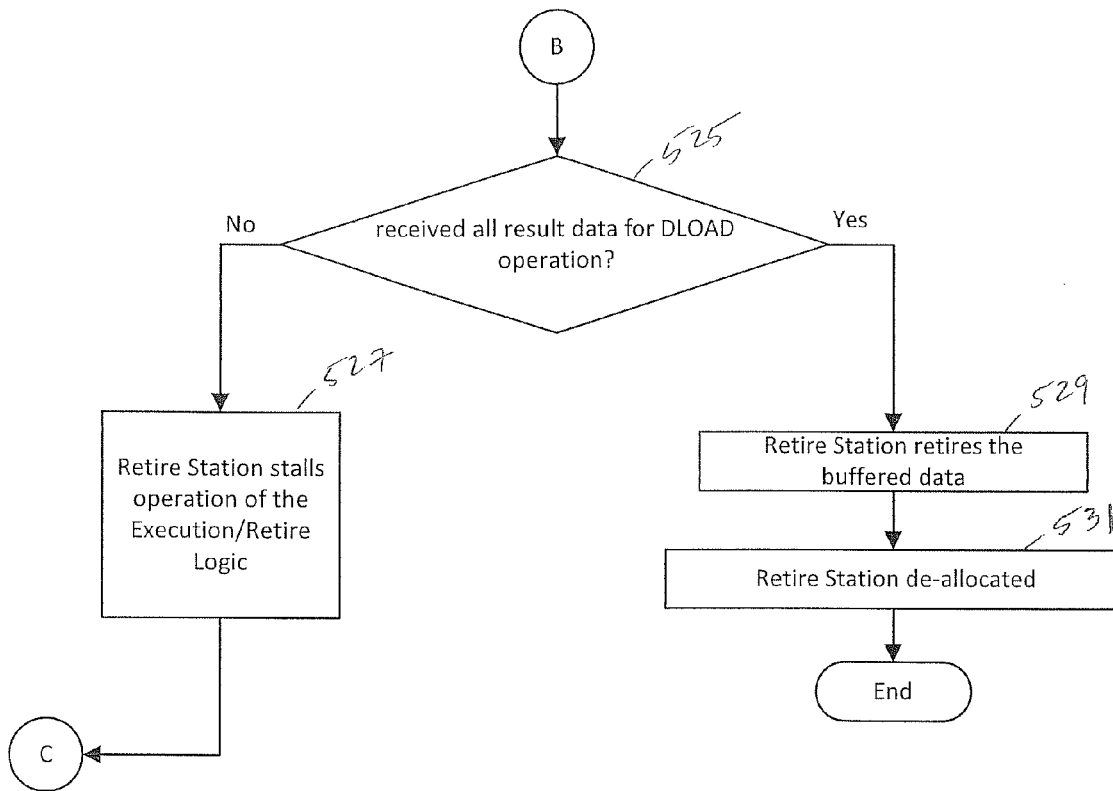 B
525
received all result data for DLOAD
operation?
No
Yes
527
Retire Station stalls
operation of the
Execution/Retire
Logic
529
Retire Station retires the
buffered data
531
Retire Station de-allocated
End
C